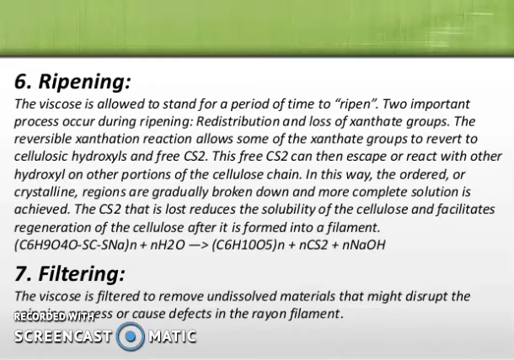 6. Ripening:
The viscose is allowed to stand for a period of time to “ripen”. Two important
process occur during ripening: Redistribution and loss of xanthate groups. The
reversible xanthation reaction allows some of the xanthate groups to revert to
cellulosic hydroxyls and free CS2. This free CS2 can then escape or react with other
hydroxyl on other portions of the cellulose chain. In this way, the ordered, or
crystalline, regions are gradually broken down and more complete solution is
achieved. The CS2 that is lost reduces the solubility of the cellulose and facilitates
regeneration of the cellulose after it is formed into a filament.
(C6H9O4O-SC-SNa)n + nH2O —> (C6H10O5)n + nCS2 + nNaOH
7. Filtering:
The viscose is filtered to remove undissolved materials that might disrupt the
process or cause defects in the rayon filament.
RECORDED WITH
SCREENCAST MATIC